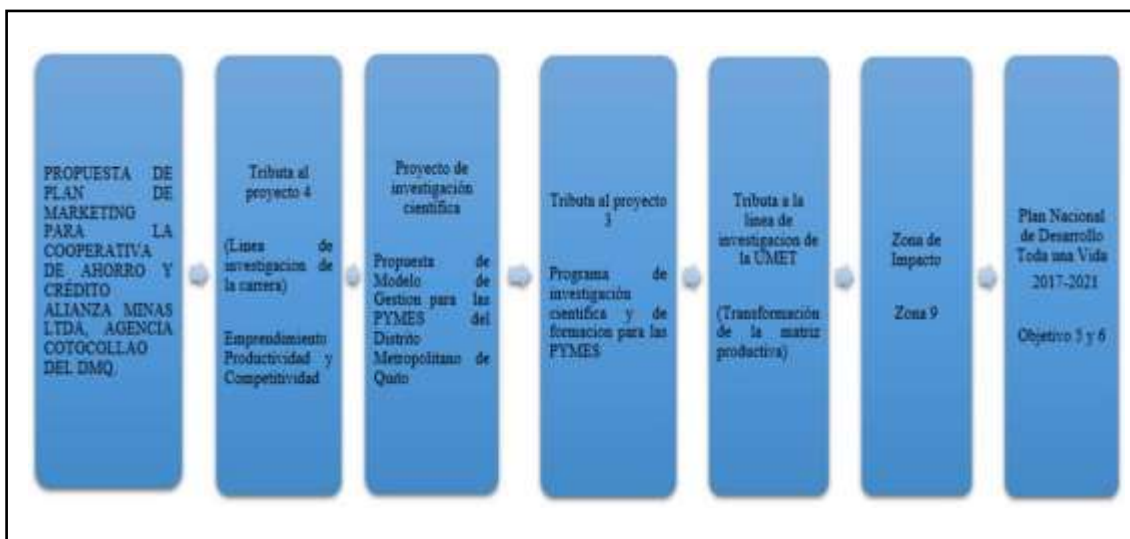 PROPUESTA DE
PLAN DE
MARKETING
PARA LA
COOPERATIVA
DE AHORRO Y
CRÉDITO
ALIANZA MINAS
LTDA, AGENCIA
COTOCOLLAO
DEL DMQ.
Tributa al
proyecto 4
(Linea de
investigacion de
la carrera)
Emprendimiento
Productividad y
Competitividad
Proyecto de
investigación
científica
Propuesta de
Modelo de
Gestion para las
PYMES del
Distrito
Metropolitano de
Quito
Tributa al proyecto
3
Programa de
investigación
científica y de
formacion para las
PYMES
Tributa a la
linea de
investigacion de
la UMET
(Transformación
de la matriz
productiva)
Zona de
Impacto
Zona 9
Plan Nacional
de Desarrollo
Toda una Vida
2017-2021
Objetivo 5 y 6